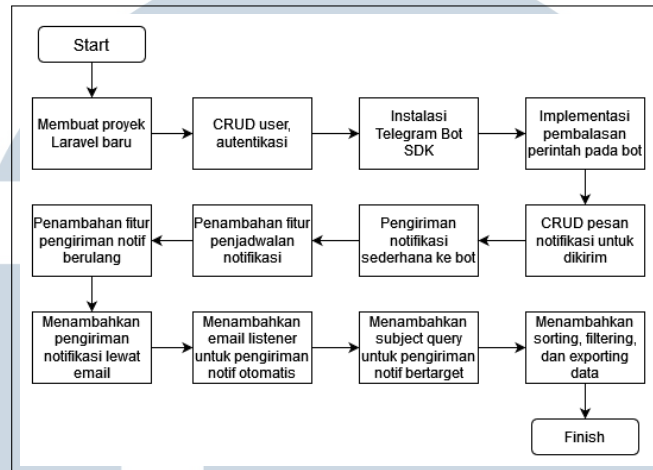 Start
Membuat proyek
Laravel baru
CRUD user,
autentikasi
Instalasi
Telegram Bot
SDK
Implementasi
pembalasan
perintah pada bot
CRUD pesan
notifikasi untuk
dikirim
Pengiriman
notifikasi
sederhana ke bot
Penambahan fitur
penjadwalan
notifikasi
Penambahan fitur
pengiriman notif
berulang
Menambahkan
pengiriman
notifikasi lewat
email
Menambahkan
email listener
untuk pengiriman
notif otomatis
Menambahkan
subject query
untuk pengiriman
notif bertarget
Menambahkan
sorting, filtering,
dan exporting
data
Finish